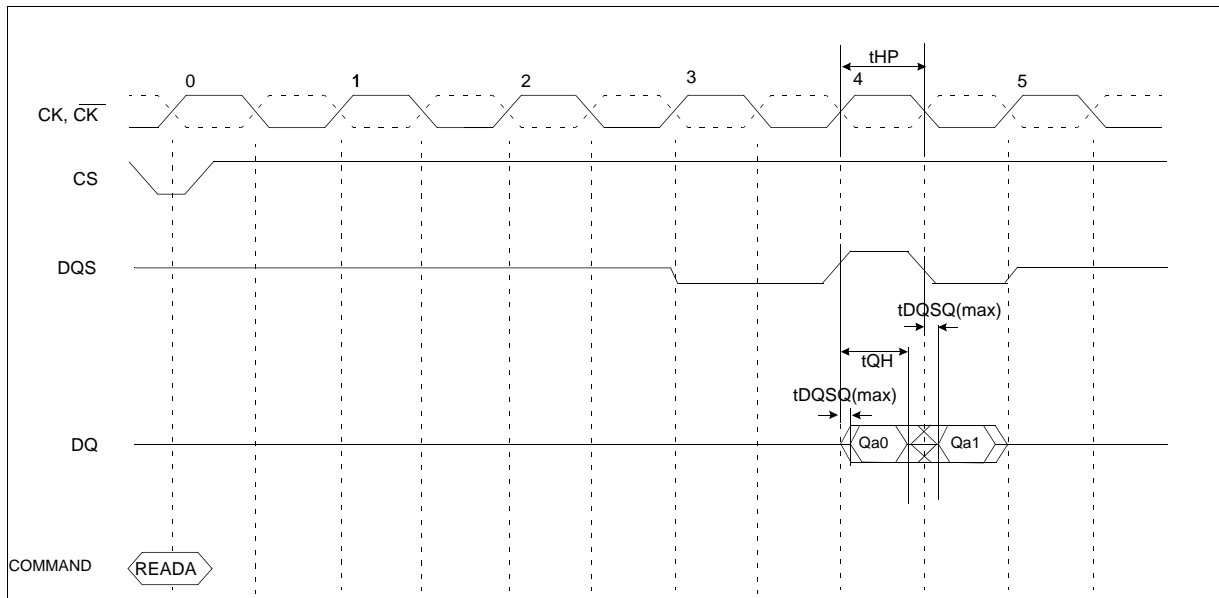 tHP
0 1 2 3 4 5
CK, CK
CS
DQS
tDQSQ(max)
tQH
tDQSQ(max)
DQ Qa0 Qa1
COMMAND READA